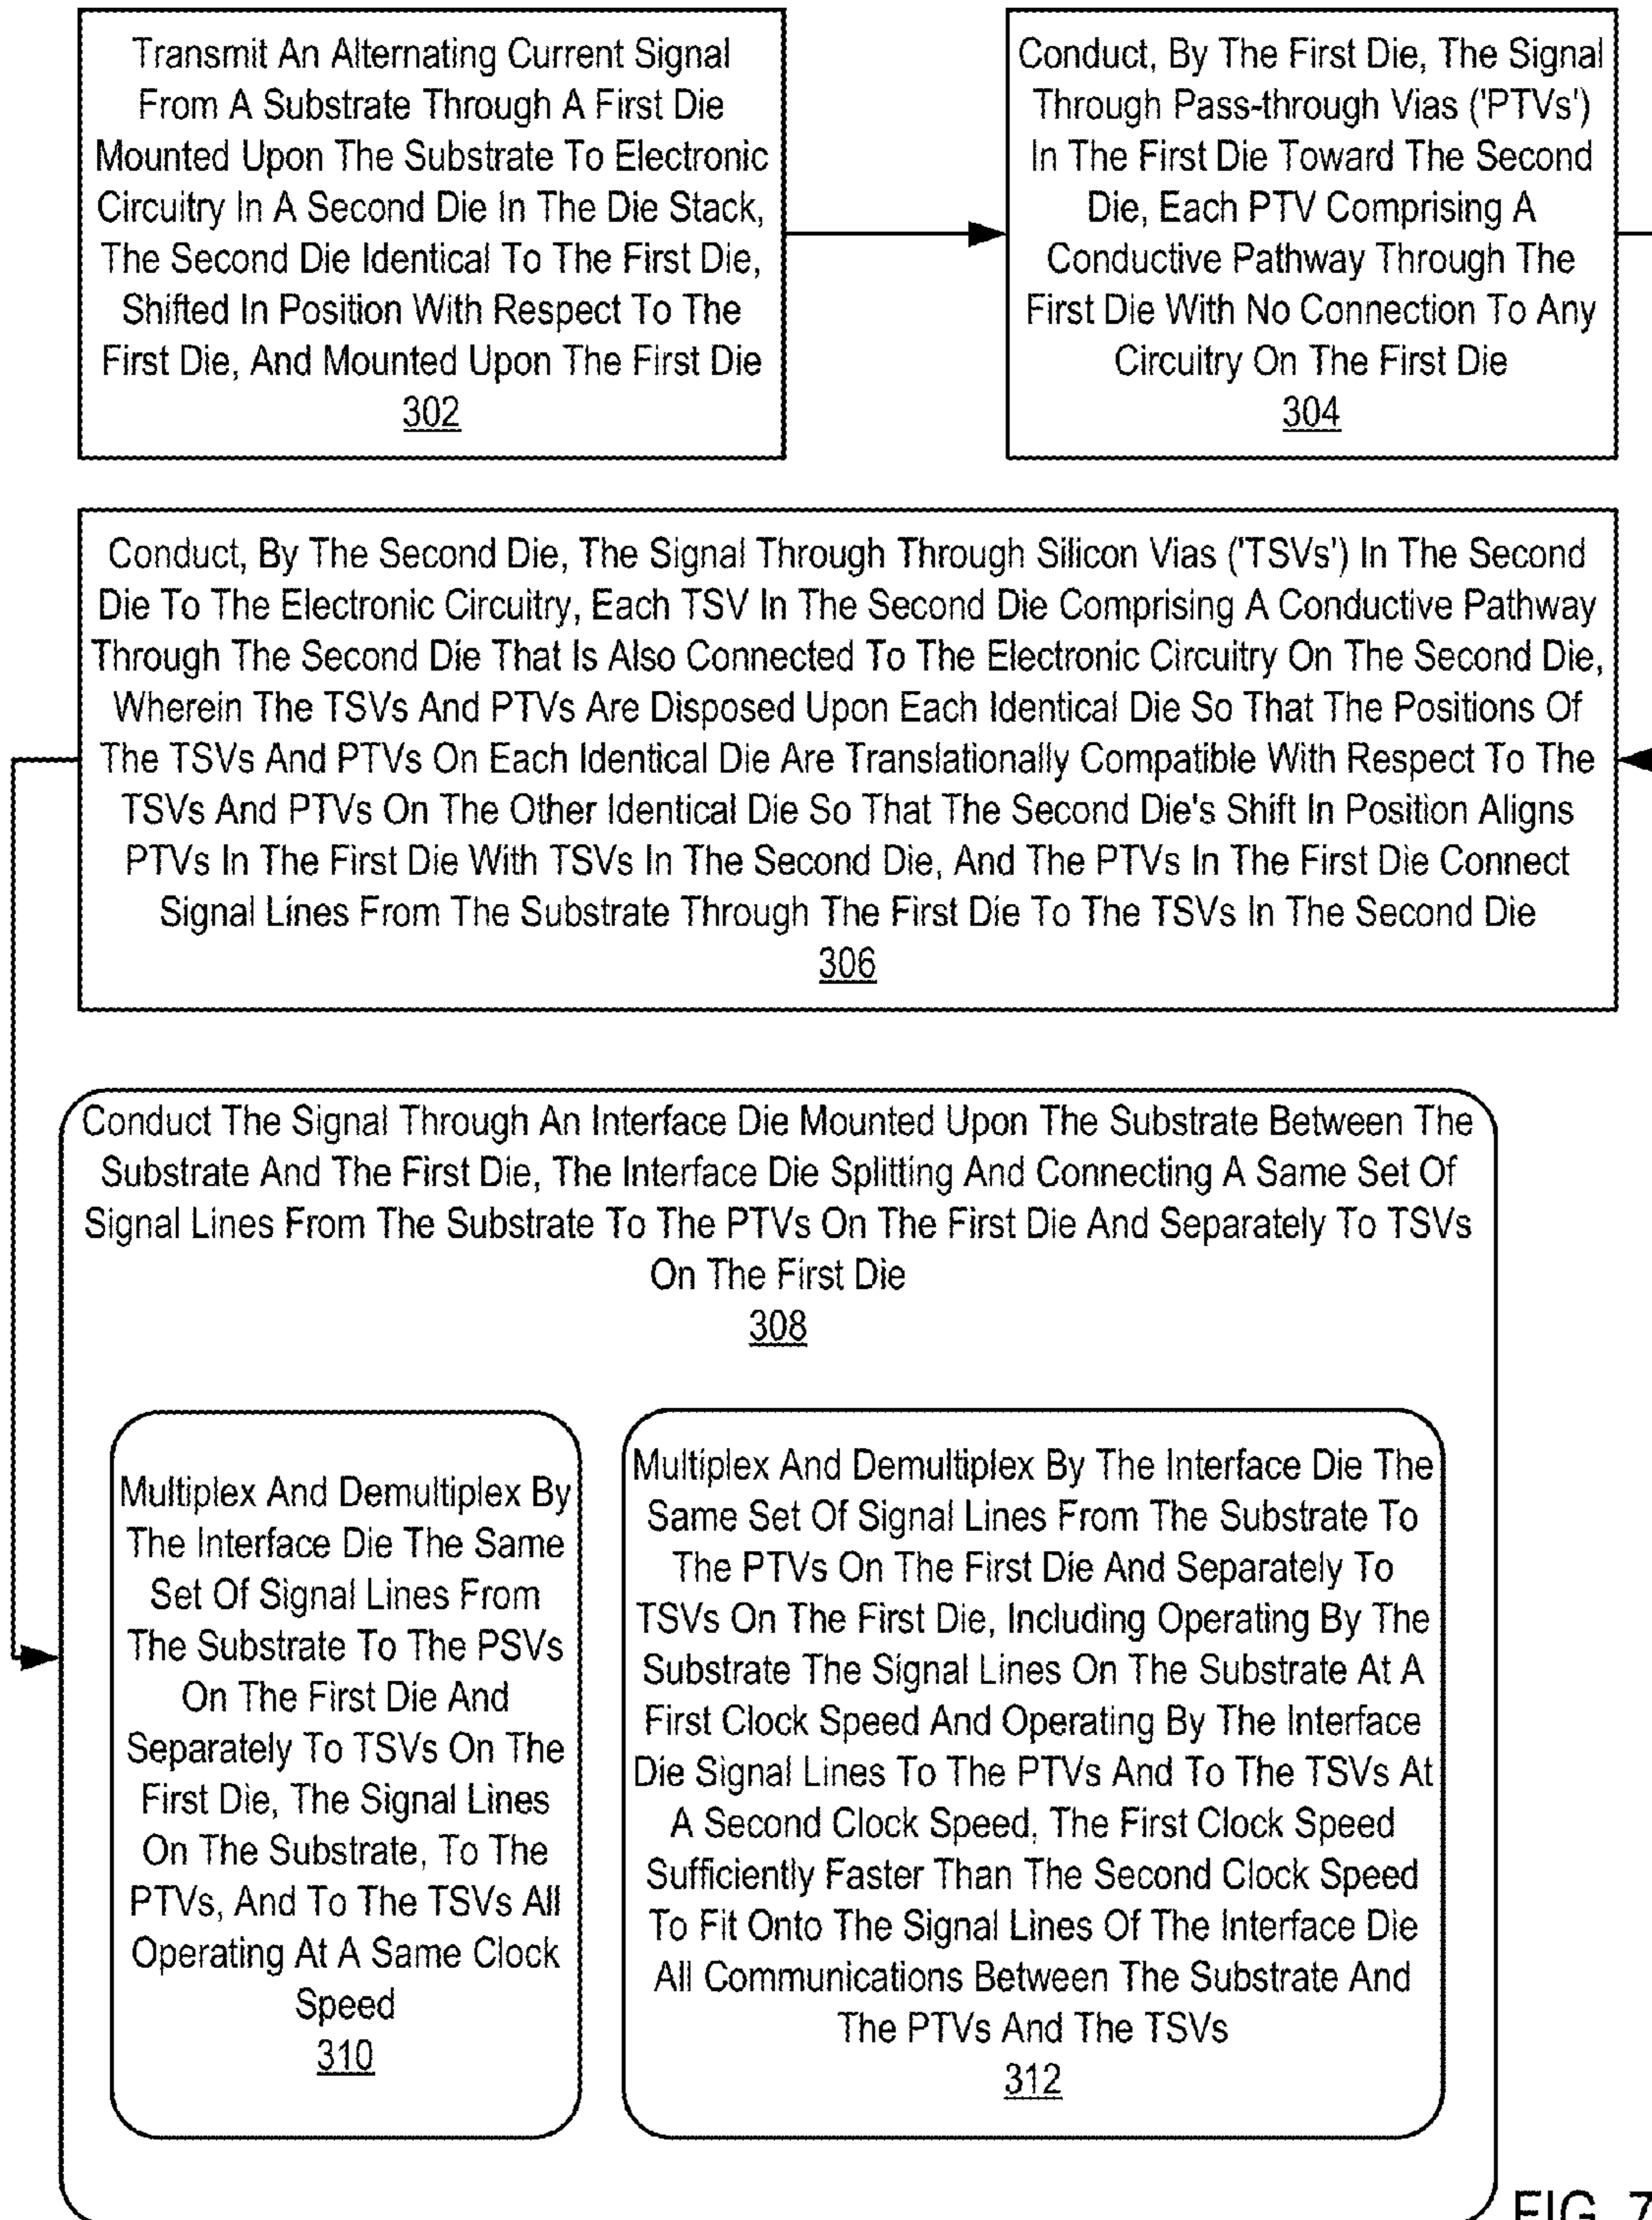 Transmit An Alternating Current Signal
From A Substrate Through A First Die
Mounted Upon The Substrate To Electronic
Circuitry In A Second Die In The Die Stack,
The Second Die Identical To The First Die,
Shifted In Position With Respect To The
First Die, And Mounted Upon The First Die
302
Conduct, By The First Die, The Signal
Through Pass-through Vias ('PTVs')
In The First Die Toward The Second
Die, Each PTV Comprising A
Conductive Pathway Through The
First Die With No Connection To Any
Circuitry On The First Die
304
Conduct, By The Second Die, The Signal Through Through Silicon Vias ('TSVs') In The Second
Die To The Electronic Circuitry, Each TSV In The Second Die Comprising A Conductive Pathway
Through The Second Die That Is Also Connected To The Electronic Circuitry On The Second Die,
Wherein The TSVs And PTVs Are Disposed Upon Each Identical Die So That The Positions Of
The TSVs And PTVs On Each Identical Die Are Translationally Compatible With Respect To The
TSVs And PTVs On The Other Identical Die So That The Second Die's Shift In Position Aligns
PTVs In The First Die With TSVs In The Second Die, And The PTVs In The First Die Connect
Signal Lines From The Substrate Through The First Die To The TSVs In The Second Die
306
Conduct The Signal Through An Interface Die Mounted Upon The Substrate Between The
Substrate And The First Die, The Interface Die Splitting And Connecting A Same Set Of
Signal Lines From The Substrate To The PTVs On The First Die And Separately To TSVs
On The First Die
308
Multiplex And Demultiplex By
The Interface Die The Same
Set Of Signal Lines From
The Substrate To The PSVs
On The First Die And
Separately To TSVs On The
First Die, The Signal Lines
On The Substrate, To The
PTVs, And To The TSVs All
Operating At A Same Clock
Speed
310
Multiplex And Demultiplex By The Interface Die The
Same Set Of Signal Lines From The Substrate To
The PTVs On The First Die And Separately To
TSVs On The First Die, Including Operating By The
Substrate The Signal Lines On The Substrate At A
First Clock Speed And Operating By The Interface
Die Signal Lines To The PTVs And To The TSVs At
A Second Clock Speed, The First Clock Speed
Sufficiently Faster Than The Second Clock Speed
To Fit Onto The Signal Lines Of The Interface Die
All Communications Between The Substrate And
The PTVs And The TSVs
312
FIG. 7